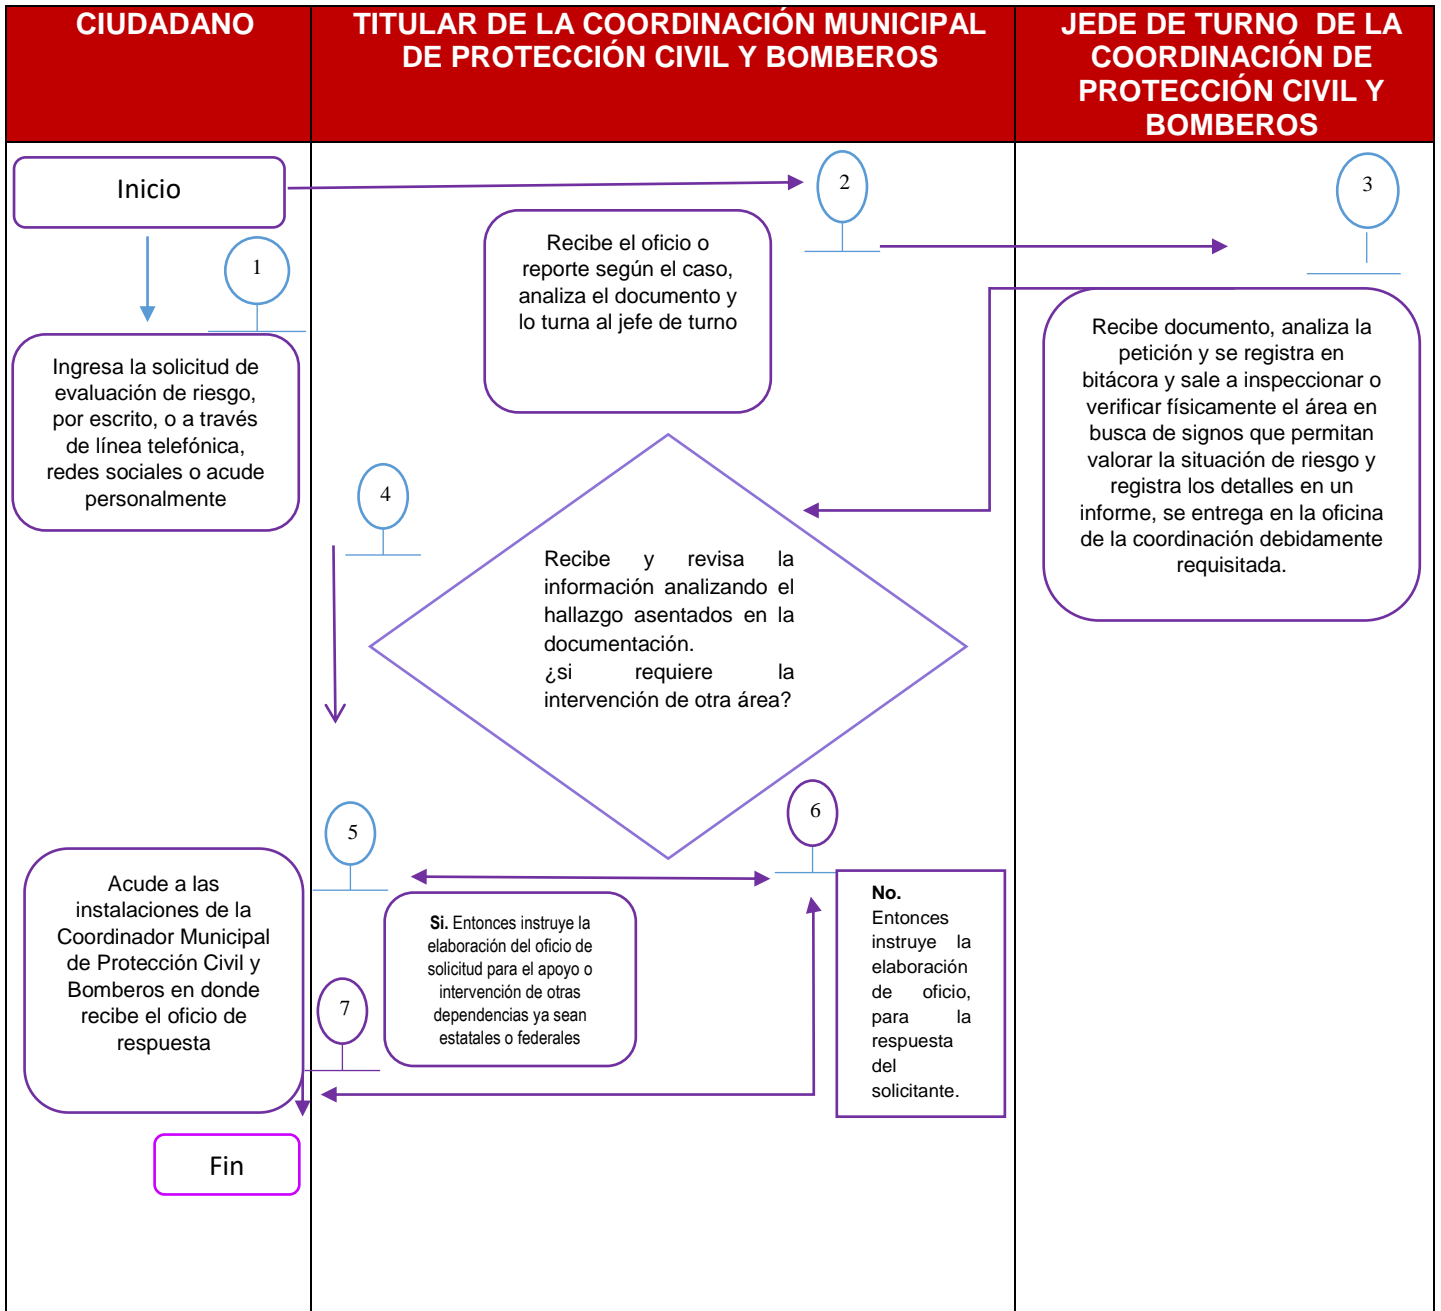 CIUDADANO
TITULAR DE LA COORDINACIÓN MUNICIPAL
DE PROTECCIÓN CIVIL Y BOMBEROS
JEDE DE TURNO DE LA
COORDINACIÓN DE
PROTECCIÓN CIVIL Y
BOMBEROS
Inicio
1
Ingresa la solicitud de
evaluación de riesgo,
por escrito, o a través
de línea telefónica,
redes sociales o acude
personalmente
2
Recibe el oficio o
reporte según el caso,
analiza el documento y
lo turna al jefe de turno
3
Recibe documento, analiza la
petición y se registra en
bitácora y sale a inspeccionar o
verificar físicamente el área en
busca de signos que permitan
valorar la situación de riesgo y
registra los detalles en un
informe, se entrega en la oficina
de la coordinación debidamente
requisitada.
4
Recibe y revisa la
información analizando el
hallazgo asentados en la
documentación.
¿si requiere la
intervención de otra área?
5
Si. Entonces instruye la
elaboración del oficio de
solicitud para el apoyo o
intervención de otras
dependencias ya sean
estatales o federales
6
No.
Entonces
instruye la
elaboración
de oficio,
para la
respuesta
del
solicitante.
7
Acude a las
instalaciones de la
Coordinador Municipal
de Protección Civil y
Bomberos en donde
recibe el oficio de
respuesta
Fin